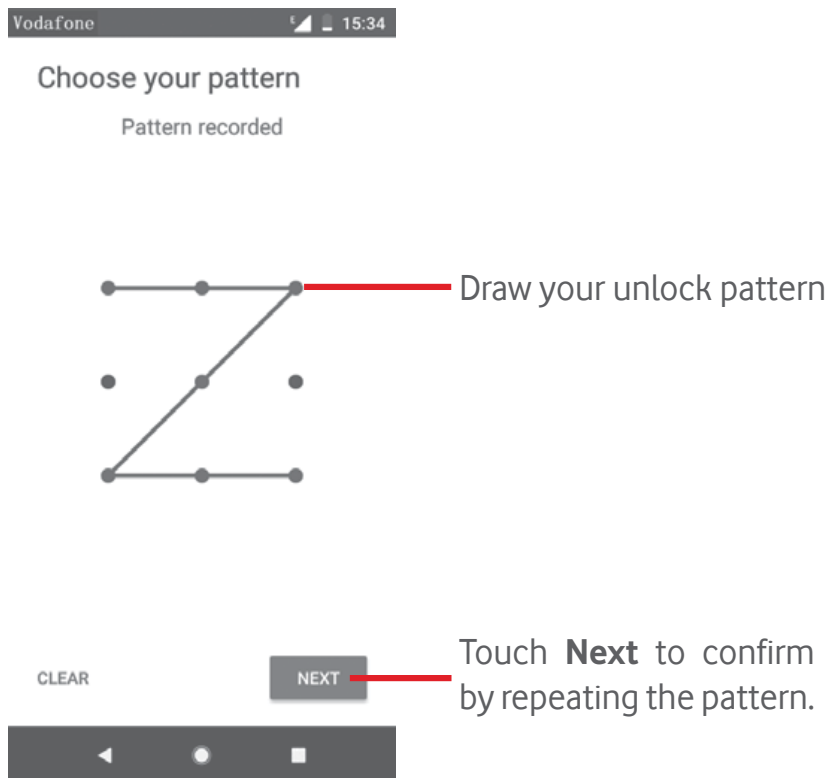 Vodafone
E
15:34
Choose your pattern
Pattern recorded
Draw your unlock pattern
CLEAR
NEXT
Touch Next to confirm
by repeating the pattern.